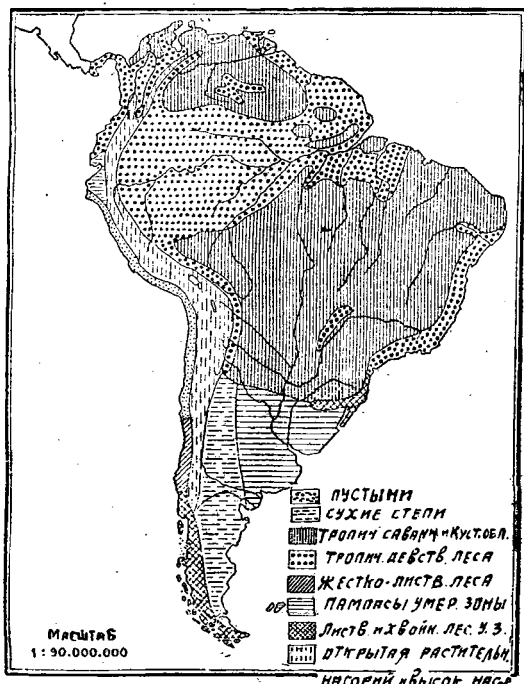 ПУСТЫНИ
СУХИЕ СТЕПИ
ТРОПИЧ САВАНН И КУСТ. ОБЛ.
ТРОПИЧ. ДЕВСТВ. ЛЕСА
ЖЕСТКО-ЛИСТВ. ЛЕСА
ПАМПАСЫ УМЕР. ЗОНЫ
ЛИСТВ. И ХВОЙН. ЛЕС. У.З.
ОТКРЫТАЯ РАСТИТЕЛЬН.
НАГОРИЙ И ВЫСОК.
МАСШТАБ
1:90.000.000